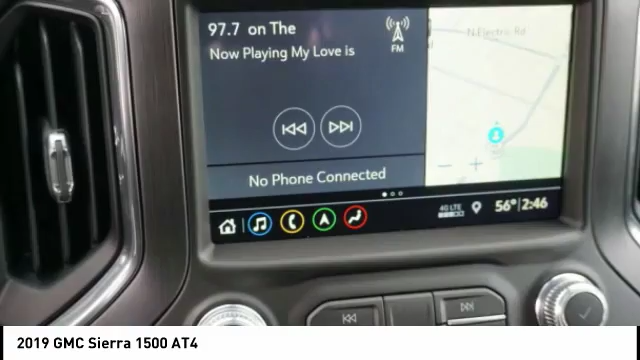 97.7 on The
Now Playing My Love is
FM
No Phone Connected
N Electric Rd
4G LTE
56° 2:46
2019 GMC Sierra 1500 AT4